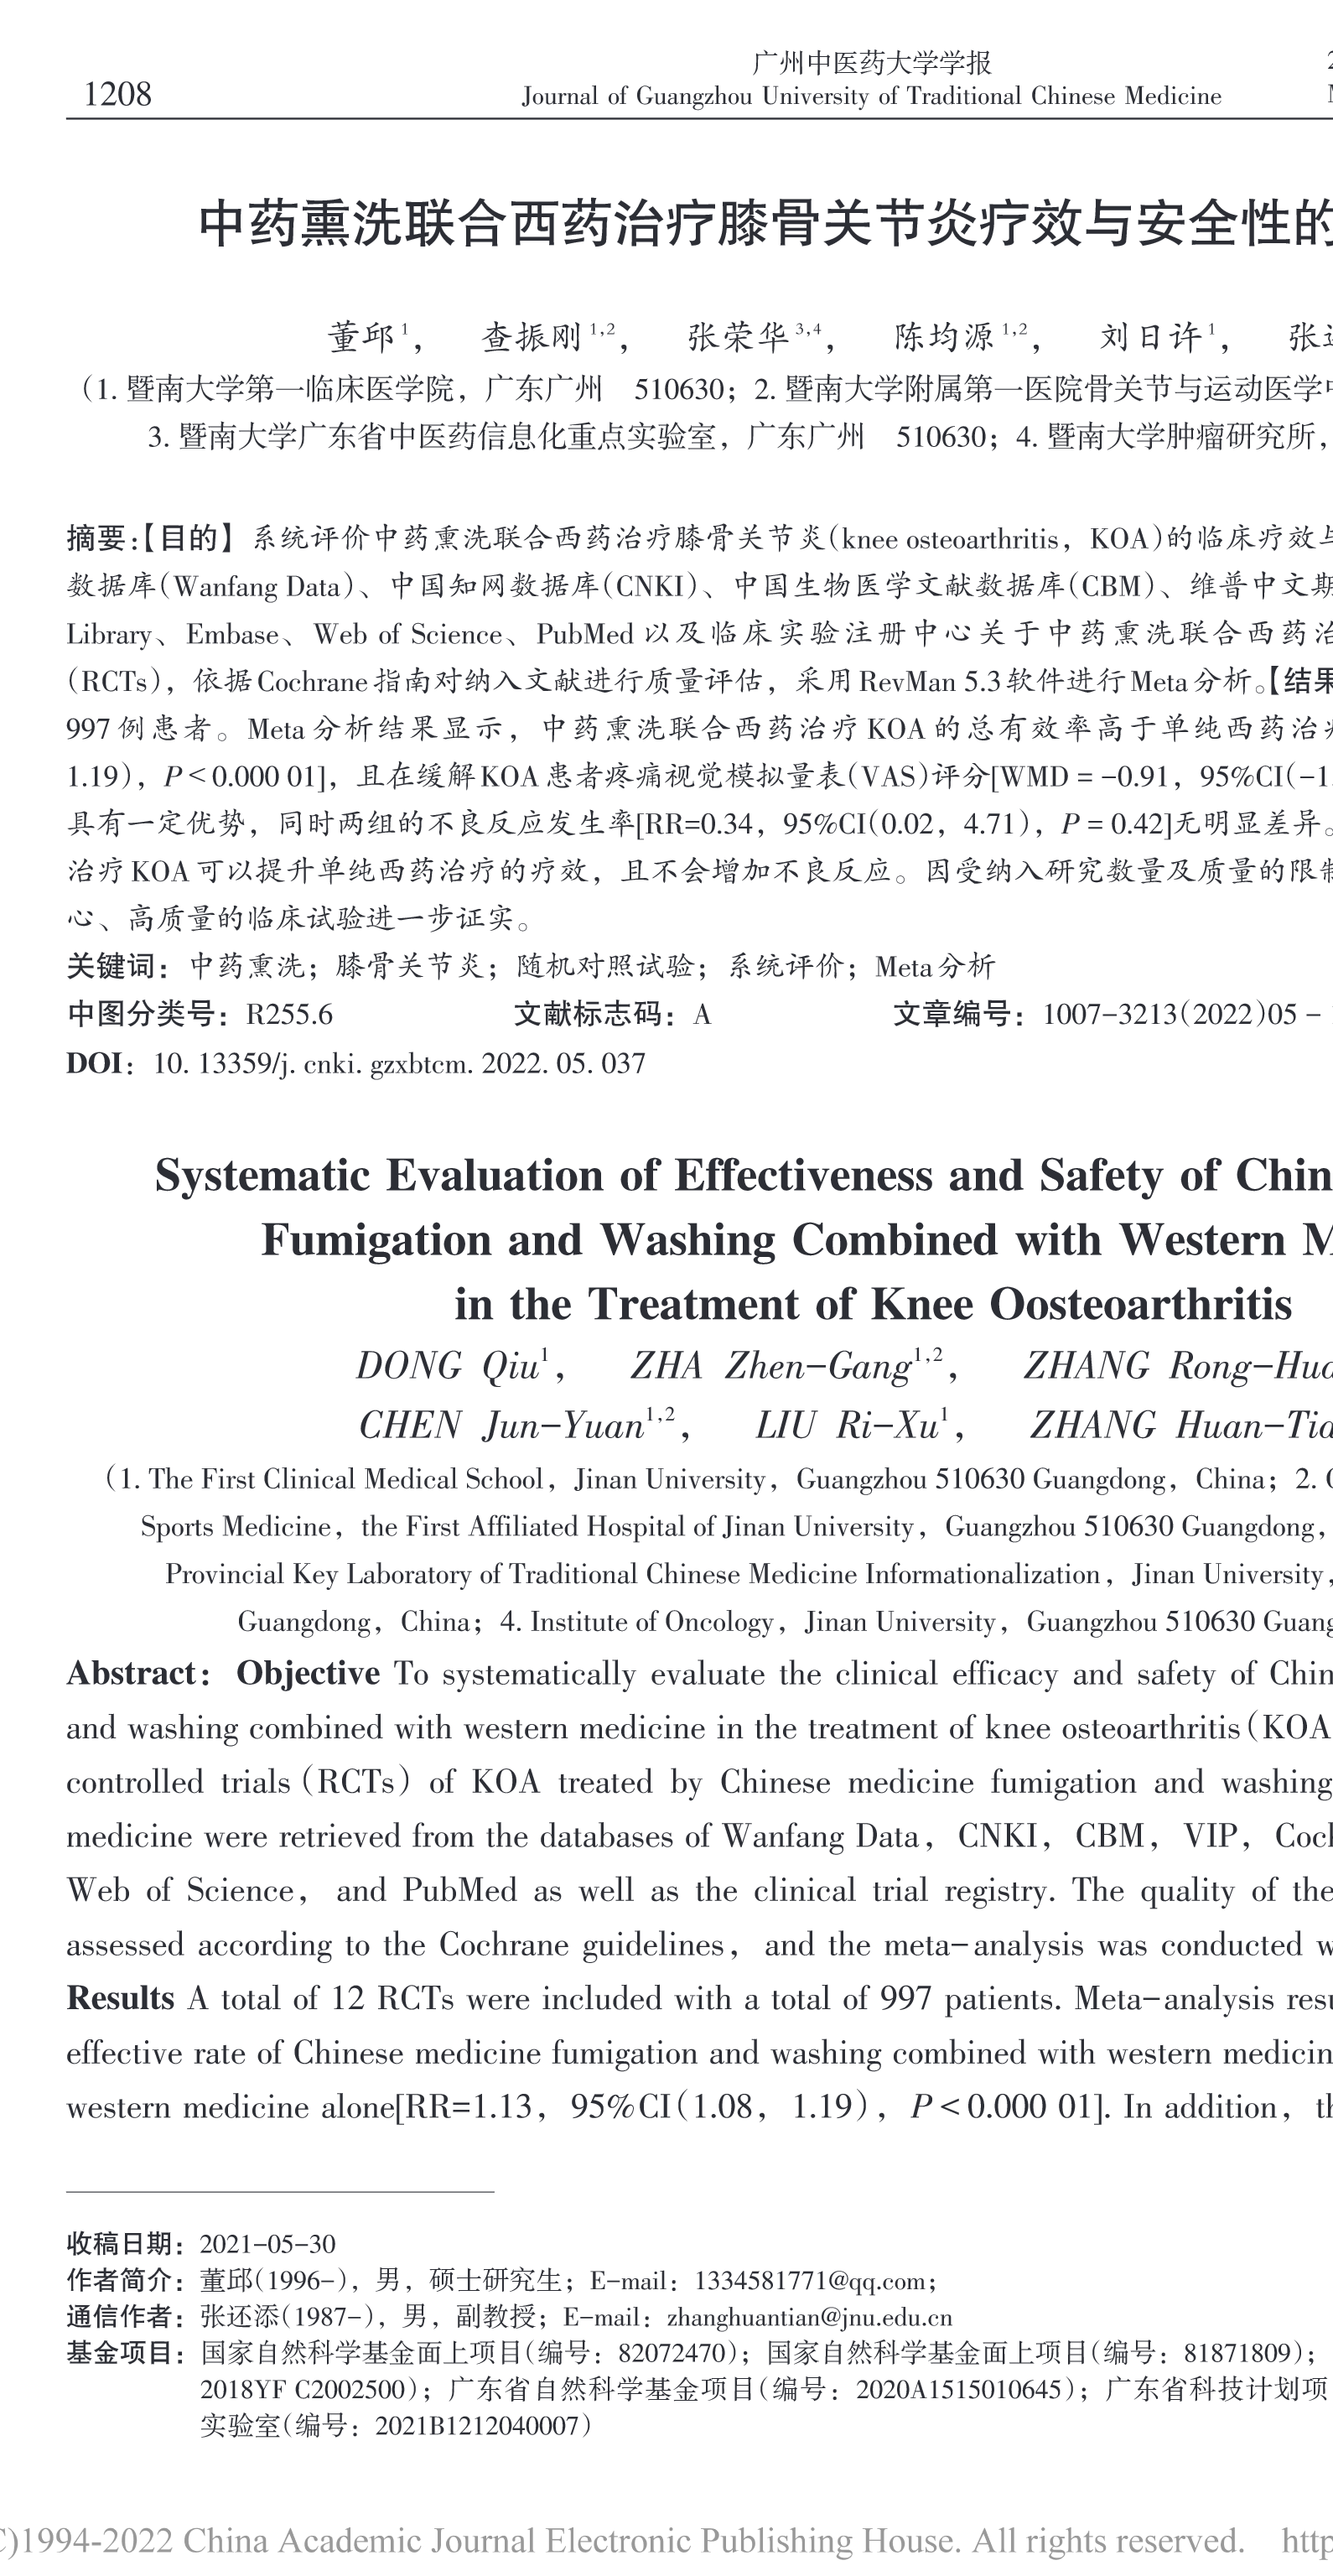 广州中医药大学学报
1208
Journal of Guangzhou University of Traditional Chinese Medicine
中药熏洗联合西药治疗膝骨关节炎疗效与安全性的
董邱1， 查振刚1,2， 张荣华3,4， 陈均源1,2， 刘日许1， 张
（1. 暨南大学第一临床医学院，广东广州 510630；2. 暨南大学附属第一医院骨关节与运动医学
3. 暨南大学广东省中医药信息化重点实验室，广东广州 510630；4. 暨南大学肿瘤研究所，
摘要：【目的】系统评价中药熏洗联合西药治疗膝骨关节炎（knee osteoarthritis，KOA）的临床疗效与
数据库（Wanfang Data）、中国知网数据库（CNKI）、中国生物医学文献数据库（CBM）、维普中文期
Library、Embase、Web of Science、PubMed 以及临床实验注册中心关于中药熏洗联合西药治
（RCTs），依据Cochrane指南对纳入文献进行质量评估，采用RevMan 5.3软件进行Meta分析。【结果
997例患者。Meta分析结果显示，中药熏洗联合西药治疗KOA的总有效率高于单纯西药治疗
1.19），P＜0.000 01]，且在缓解KOA患者疼痛视觉模拟量表（VAS）评分[WMD = -0.91，95%CI（-1.
具有一定优势，同时两组的不良反应发生率[RR=0.34，95%CI（0.02，4.71），P = 0.42]无明显差异。
治疗KOA可以提升单纯西药治疗的疗效，且不会增加不良反应。因受纳入研究数量及质量的限制
心、高质量的临床试验进一步证实。
关键词：中药熏洗；膝骨关节炎；随机对照试验；系统评价；Meta分析
中图分类号：R255.6 文献标志码：A 文章编号：1007-3213（2022）05 -
DOI：10. 13359/j. cnki. gzxbtcm. 2022. 05. 037
Systematic Evaluation of Effectiveness and Safety of Chin
Fumigation and Washing Combined with Western M
in the Treatment of Knee Oosteoarthritis
DONG Qiu1， ZHA Zhen-Gang1,2， ZHANG Rong-Hua
CHEN Jun-Yuan1,2， LIU Ri-Xu1， ZHANG Huan-Tia
（1. The First Clinical Medical School，Jinan University，Guangzhou 510630 Guangdong，China；2.
Sports Medicine，the First Affiliated Hospital of Jinan University，Guangzhou 510630 Guangdong，
Provincial Key Laboratory of Traditional Chinese Medicine Informationalization，Jinan University，
Guangdong，China；4. Institute of Oncology，Jinan University，Guangzhou 510630 Guang
Abstract：Objective To systematically evaluate the clinical efficacy and safety of Chin
and washing combined with western medicine in the treatment of knee osteoarthritis（KOA
controlled trials（RCTs）of KOA treated by Chinese medicine fumigation and washing
medicine were retrieved from the databases of Wanfang Data，CNKI，CBM，VIP，Coch
Web of Science，and PubMed as well as the clinical trial registry. The quality of the
assessed according to the Cochrane guidelines，and the meta-analysis was conducted w
Results A total of 12 RCTs were included with a total of 997 patients. Meta-analysis resu
effective rate of Chinese medicine fumigation and washing combined with western medicin
western medicine alone[RR=1.13，95%CI（1.08，1.19），P＜0.000 01]. In addition，th
收稿日期：2021-05-30
作者简介：董邱（1996-），男，硕士研究生；E-mail：1334581771@qq.com；
通信作者：张还添（1987-），男，副教授；E-mail：zhanghuantian@jnu.edu.cn
基金项目：国家自然科学基金面上项目（编号：82072470）；国家自然科学基金面上项目（编号：81871809）；
2018YF C2002500）；广东省自然科学基金项目（编号：2020A1515010645）；广东省科技计划项
实验室（编号：2021B1212040007）
C)1994-2022 China Academic Journal Electronic Publishing House. All rights reserved. http